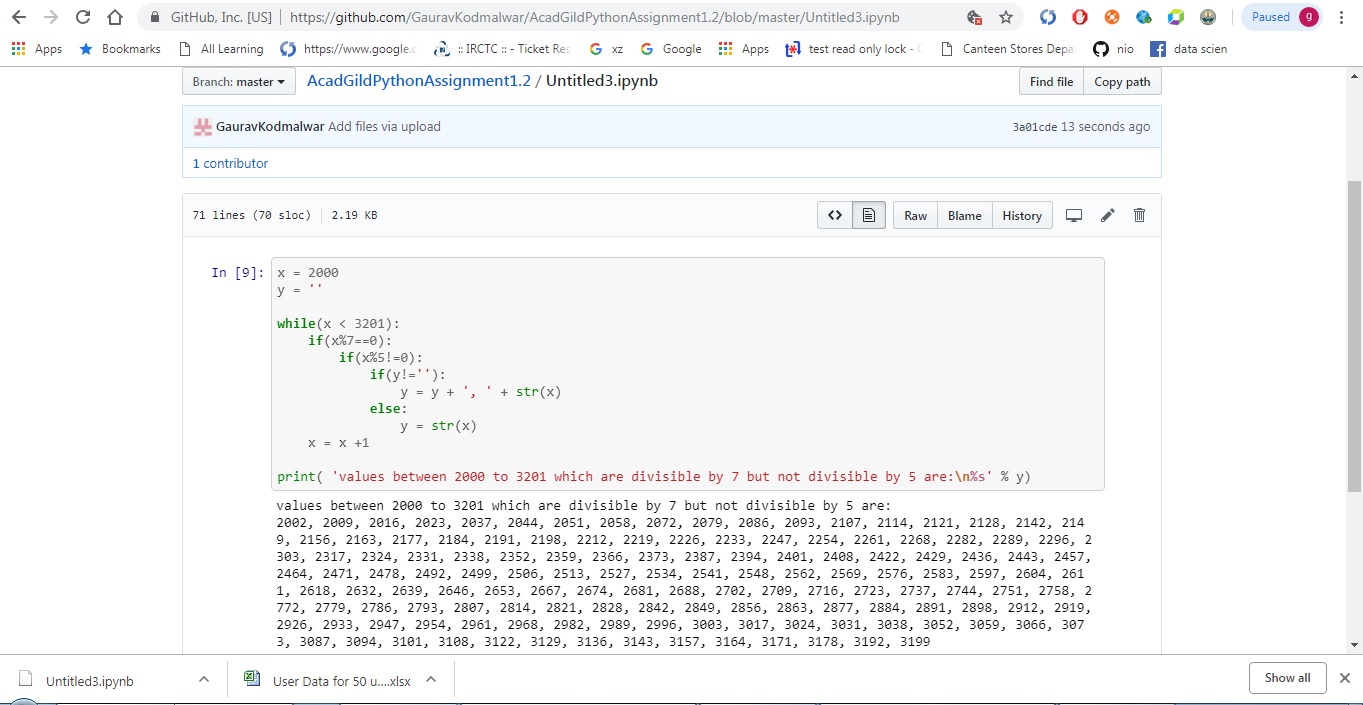 GitHub, Inc. [US] | https://github.com/GauravKodmalwar/AcadGildPythonAssignment1.2/blob/master/Untitled3.ipynb Paused g
Apps Bookmarks All Learning https://www.google.c :: IRCTC :: - Ticket Res xz Google Apps test read only lock - Canteen Stores Depa nio data scien
Branch: master AcadGildPythonAssignment1.2 / Untitled3.ipynb Find file Copy path
GauravKodmalwar Add files via upload 3a01cde 13 seconds ago
1 contributor
71 lines (70 sloc) 2.19 KB <> Raw Blame History
In [9]: x = 2000
y = ''
while(x < 3201):
if(x%7==0):
if(x%5!=0):
if(y!=''):
y = y + ', ' + str(x)
else:
y = str(x)
x = x +1
print( 'values between 2000 to 3201 which are divisible by 7 but not divisible by 5 are:\n%s' % y)
values between 2000 to 3201 which are divisible by 7 but not divisible by 5 are:
2002, 2009, 2016, 2023, 2037, 2044, 2051, 2058, 2072, 2079, 2086, 2093, 2107, 2114, 2121, 2128, 2142, 214
9, 2156, 2163, 2177, 2184, 2191, 2198, 2212, 2219, 2226, 2233, 2247, 2254, 2261, 2268, 2282, 2289, 2296, 2
303, 2317, 2324, 2331, 2338, 2352, 2359, 2366, 2373, 2387, 2394, 2401, 2408, 2422, 2429, 2436, 2443, 2457,
2464, 2471, 2478, 2492, 2499, 2506, 2513, 2527, 2534, 2541, 2548, 2562, 2569, 2576, 2583, 2597, 2604, 261
1, 2618, 2632, 2639, 2646, 2653, 2667, 2674, 2681, 2688, 2702, 2709, 2716, 2723, 2737, 2744, 2751, 2758, 2
772, 2779, 2786, 2793, 2807, 2814, 2821, 2828, 2842, 2849, 2856, 2863, 2877, 2884, 2891, 2898, 2912, 2919,
2926, 2933, 2947, 2954, 2961, 2968, 2982, 2989, 2996, 3003, 3017, 3024, 3031, 3038, 3052, 3059, 3066, 307
3, 3087, 3094, 3101, 3108, 3122, 3129, 3136, 3143, 3157, 3164, 3171, 3178, 3192, 3199
Untitled3.ipynb User Data for 50 u....xlsx Show all